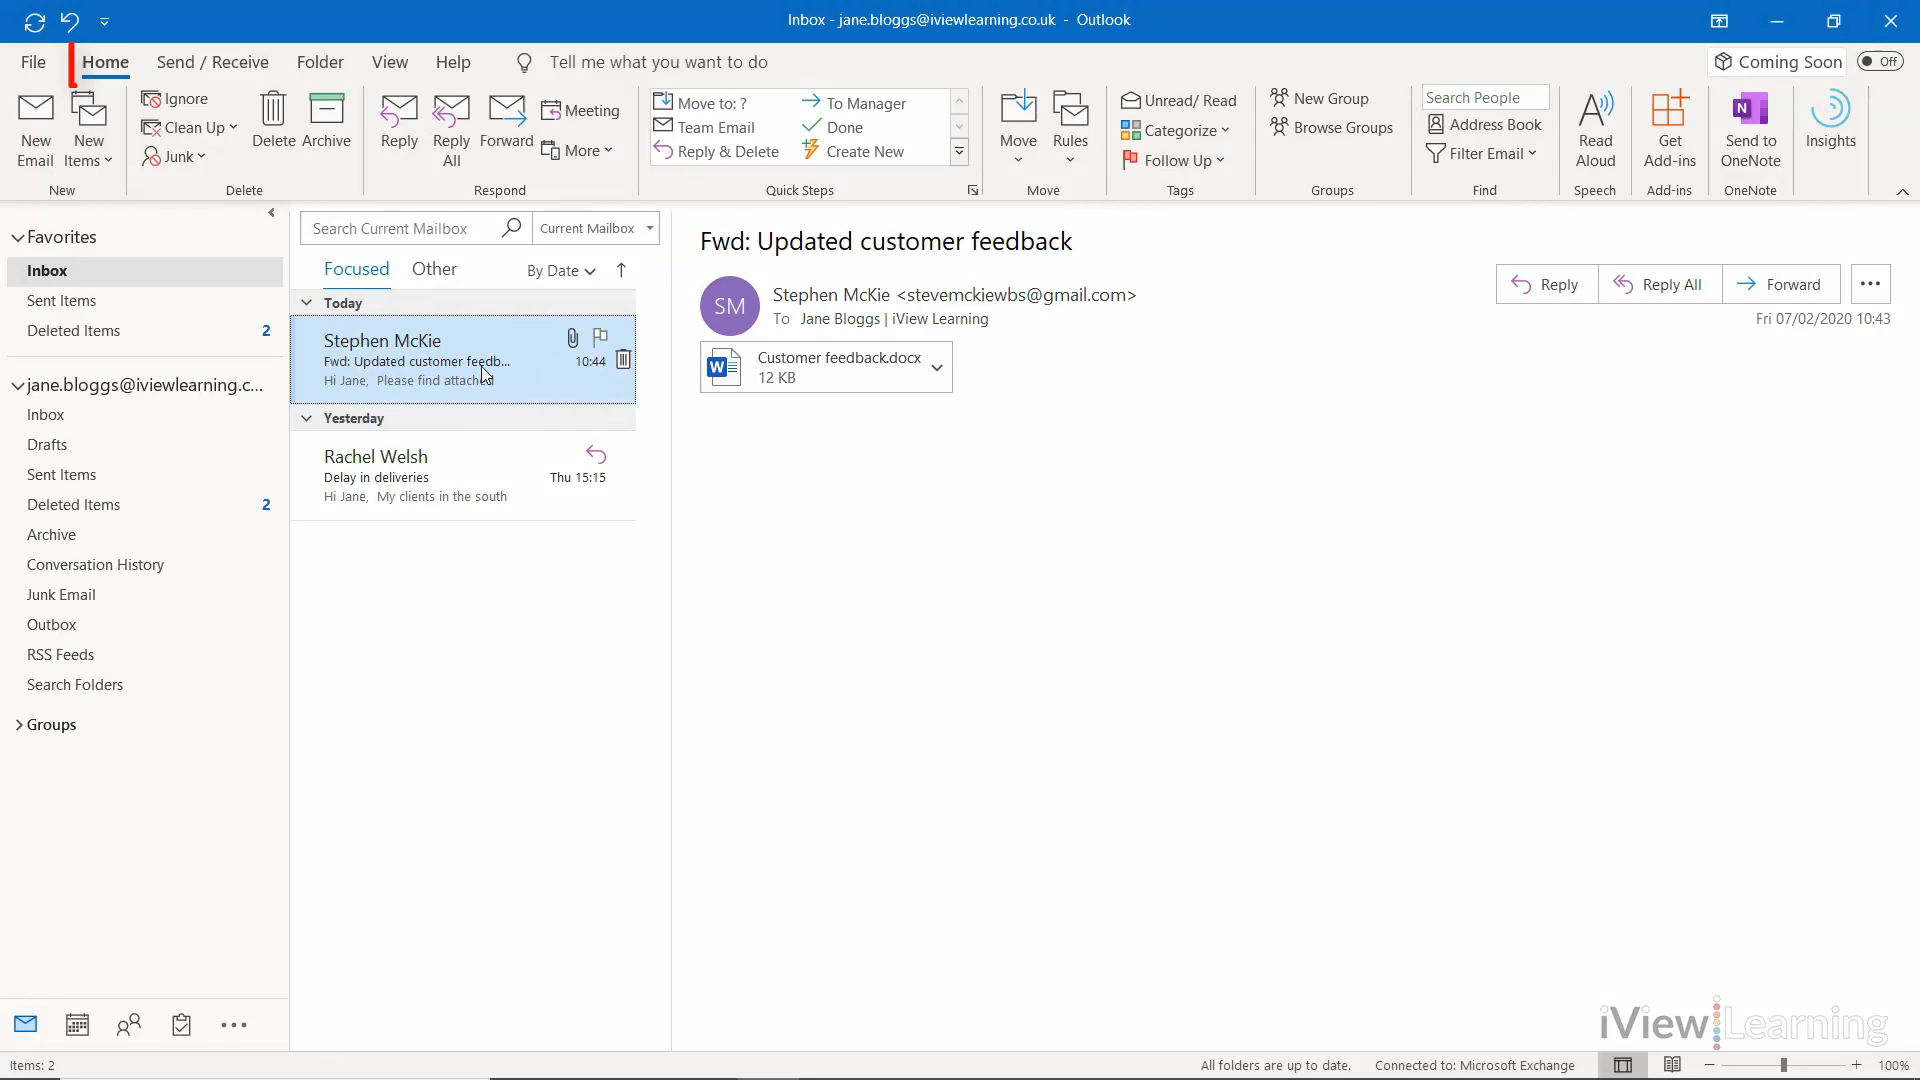 Inbox - jane.bloggs@iviewlearning.co.uk - Outlook
File Home Send / Receive Folder View Help Tell me what you want to do Coming Soon Off
New Email
New Items
New
Ignore
Clean Up
Junk
Delete
Archive
Delete
Reply
Reply All
Forward
Meeting
More
Respond
Move to: ?
Team Email
Reply & Delete
To Manager
Done
Create New
Quick Steps
Move
Rules
Move
Unread/ Read
Categorize
Follow Up
Tags
New Group
Browse Groups
Groups
Search People
Address Book
Filter Email
Find
Read Aloud
Speech
Get Add-ins
Add-ins
Send to OneNote
OneNote
Insights
Favorites
Inbox
Sent Items
Deleted Items 2
jane.bloggs@iviewlearning.c...
Inbox
Drafts
Sent Items
Deleted Items 2
Archive
Conversation History
Junk Email
Outbox
RSS Feeds
Search Folders
Groups
Search Current Mailbox Current Mailbox
Focused Other By Date
Today
Stephen McKie
Fwd: Updated customer feedb... 10:44
Hi Jane, Please find attached
Yesterday
Rachel Welsh
Delay in deliveries Thu 15:15
Hi Jane, My clients in the south
Fwd: Updated customer feedback
SM
Stephen McKie <stevemckiewbs@gmail.com>
To Jane Bloggs | iView Learning
Reply Reply All Forward
Fri 07/02/2020 10:43
Customer feedback.docx
12 KB
iView Learning
Items: 2
All folders are up to date. Connected to: Microsoft Exchange 100%